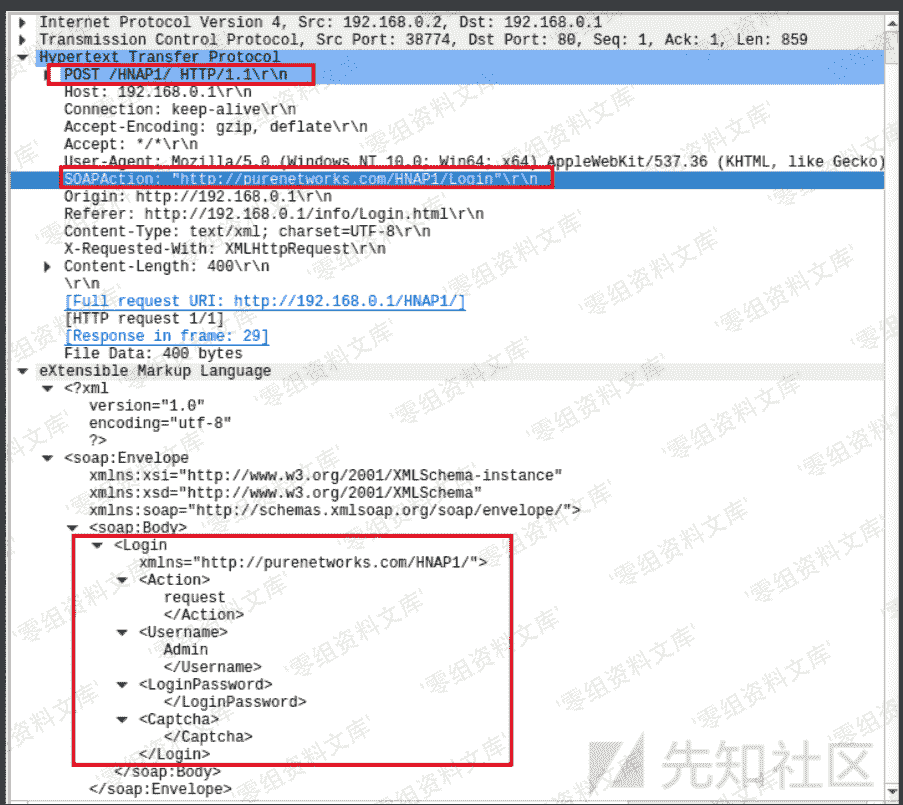 Internet Protocol Version 4, Src: 192.168.0.2, Dst: 192.168.0.1
Transmission Control Protocol, Src Port: 38774, Dst Port: 80, Seq: 1, Ack: 1, Len: 859
Hypertext Transfer Protocol
POST /HNAP1/ HTTP/1.1\r\n
Host: 192.168.0.1\r\n
Connection: keep-alive\r\n
Accept-Encoding: gzip, deflate\r\n
Accept: */*\r\n
User-Agent: Mozilla/5.0 (Windows NT 10.0; Win64; x64) AppleWebKit/537.36 (KHTML, like Gecko)
SOAPAction: "http://purenetworks.com/HNAP1/Login"\r\n
Origin: http://192.168.0.1\r\n
Referer: http://192.168.0.1/info/Login.html\r\n
Content-Type: text/xml; charset=UTF-8\r\n
X-Requested-With: XMLHttpRequest\r\n
Content-Length: 400\r\n
\r\n
[Full request URI: http://192.168.0.1/HNAP1/]
[HTTP request 1/1]
[Response in frame: 29]
File Data: 400 bytes
eXtensible Markup Language
<?xml
version="1.0"
encoding="utf-8"
?>
<soap:Envelope
xmlns:xsi="http://www.w3.org/2001/XMLSchema-instance"
xmlns:xsd="http://www.w3.org/2001/XMLSchema"
xmlns:soap="http://schemas.xmlsoap.org/soap/envelope/">
<soap:Body>
<Login
xmlns="http://purenetworks.com/HNAP1/">
<Action>
request
</Action>
<Username>
Admin
</Username>
<LoginPassword>
</LoginPassword>
<Captcha>
</Captcha>
</Login>
</soap:Body>
</soap:Envelope>
零组资料文库
先知社区